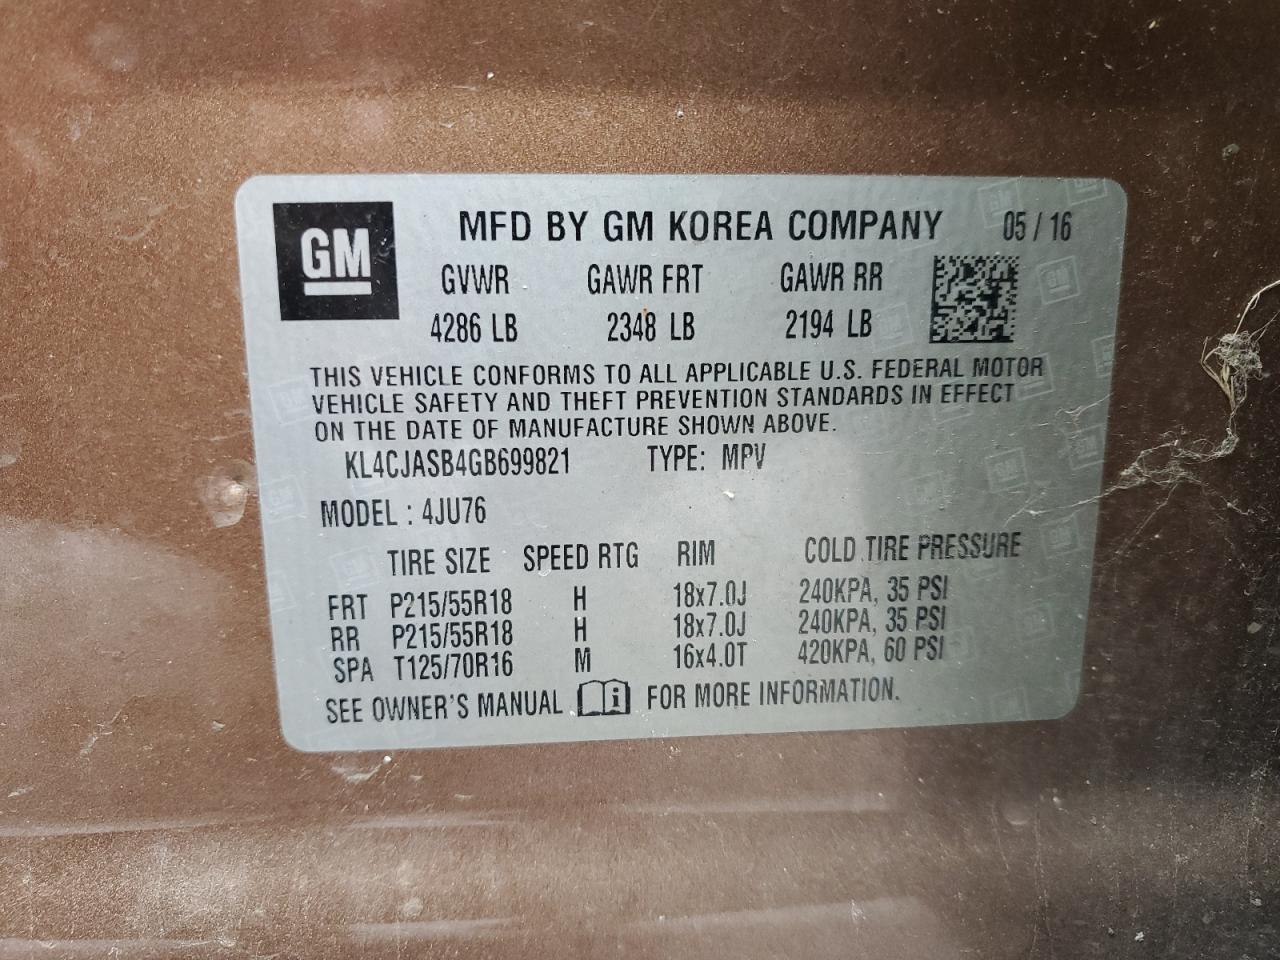 GM
MFD BY GM KOREA COMPANY 05 / 16
GVWR GAWR FRT GAWR RR
4286 LB 2348 LB 2194 LB
THIS VEHICLE CONFORMS TO ALL APPLICABLE U.S. FEDERAL MOTOR
VEHICLE SAFETY AND THEFT PREVENTION STANDARDS IN EFFECT
ON THE DATE OF MANUFACTURE SHOWN ABOVE.
KL4CJASB4GB699821 TYPE: MPV
MODEL : 4JU76
TIRE SIZE SPEED RTG RIM COLD TIRE PRESSURE
FRT P215/55R18 H 18x7.0J 240KPA, 35 PSI
RR P215/55R18 H 18x7.0J 240KPA, 35 PSI
SPA T125/70R16 M 16x4.0T 420KPA, 60 PSI
SEE OWNER'S MANUAL i FOR MORE INFORMATION.